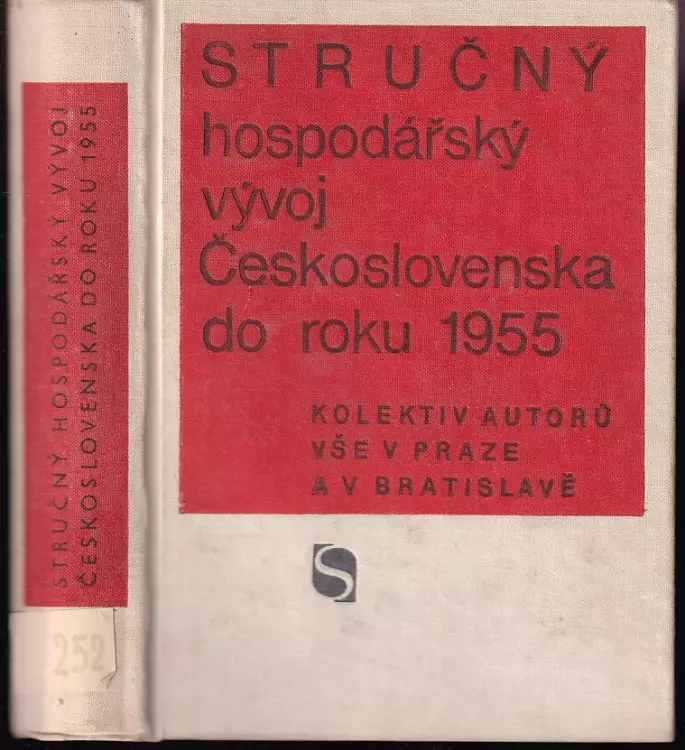 STRUČNÝ HOSPODÁŘSKÝ VÝVOJ
ČESKOSLOVENSKA DO ROKU 1955
252
STRUČNÝ
hospodářský
vývoj
Československa
do roku 1955
KOLEKTIV AUTORŮ
VŠE V PRAZE
A V BRATISLAVĚ
S